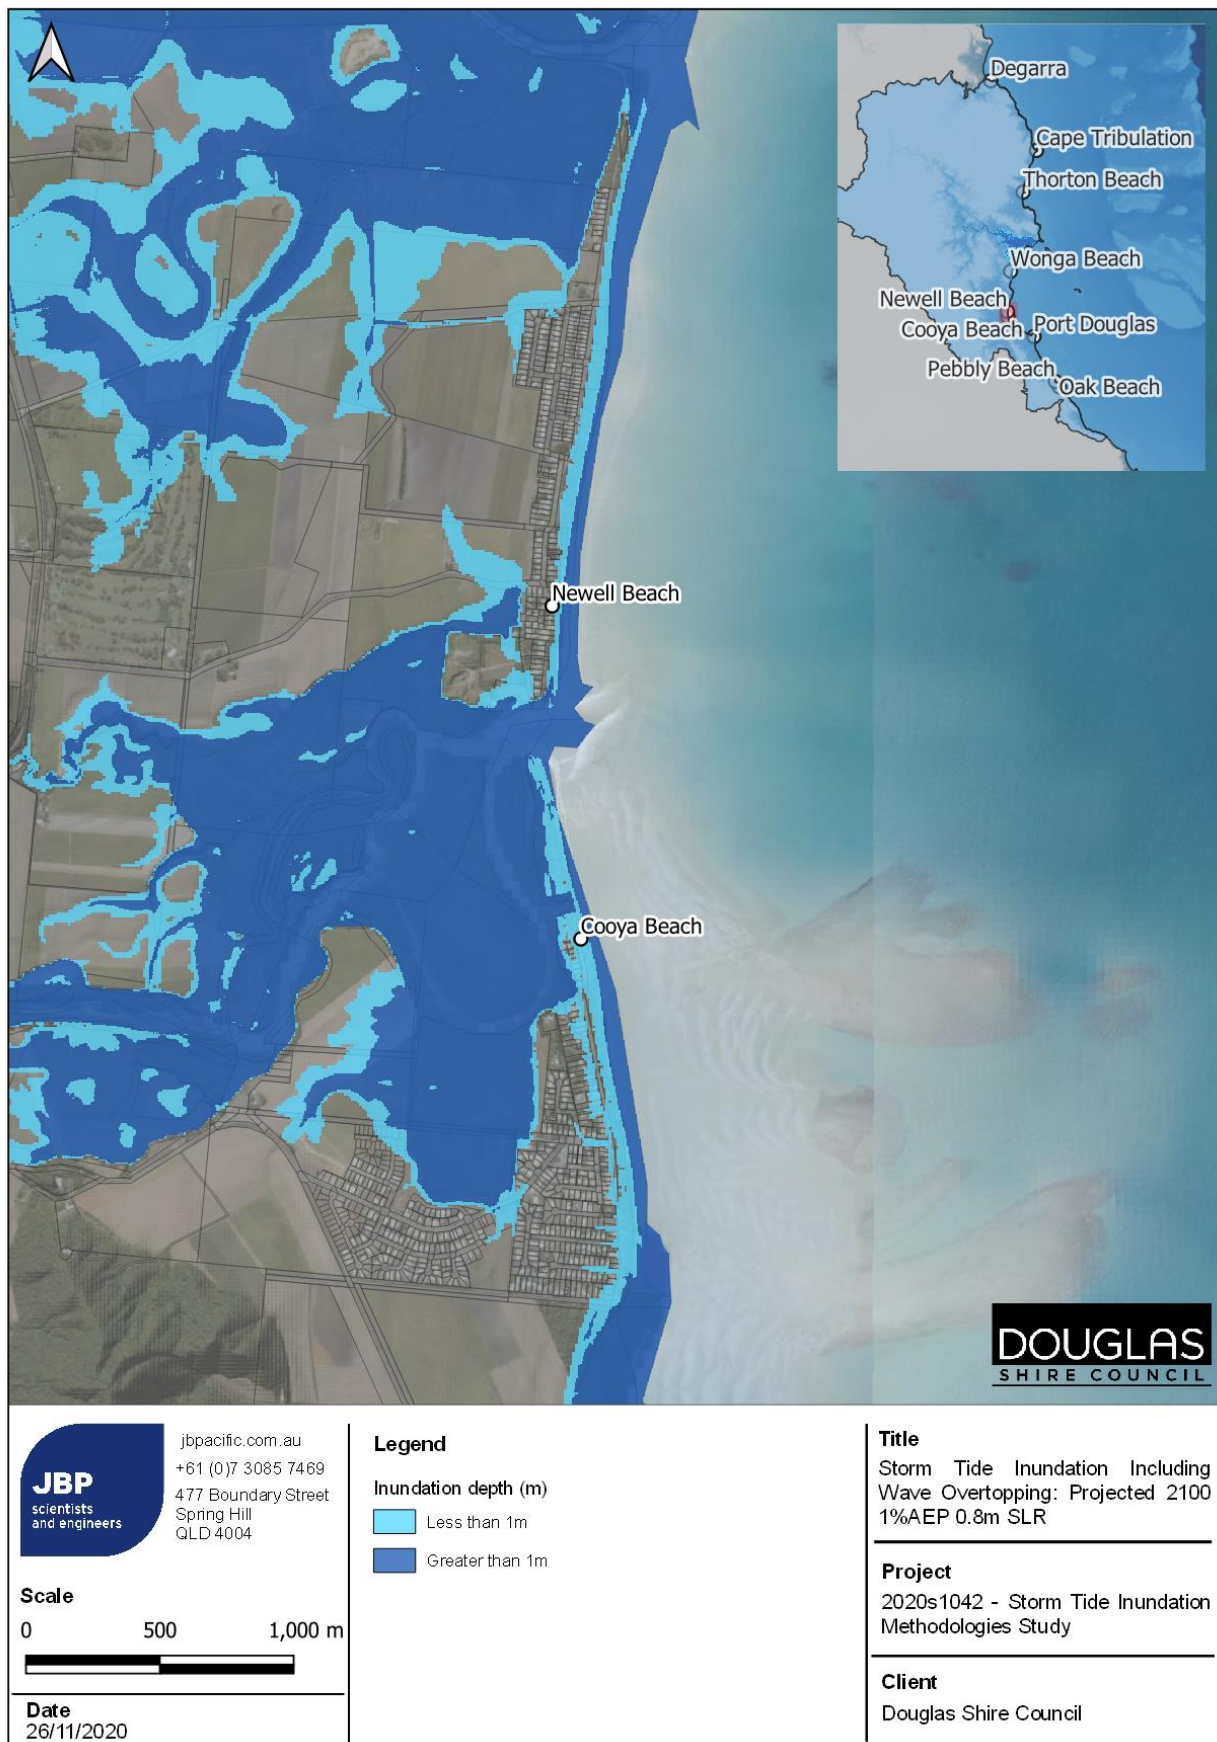 Degarra
Cape Tribulation
Thorton Beach
Wonga Beach
Newell Beach
Cooya Beach
Port Douglas
Pebbly Beach
Oak Beach
Newell Beach
Cooya Beach
DOUGLAS
SHIRE COUNCIL
JBP
scientists
and engineers
jbpacific.com.au
+61 (0)7 3085 7469
477 Boundary Street
Spring Hill
QLD 4004
Scale
0 500 1,000 m
Date
26/11/2020
Legend
Inundation depth (m)
Less than 1m
Greater than 1m
Title
Storm Tide Inundation Including
Wave Overtopping: Projected 2100
1%AEP 0.8m SLR
Project
2020s1042 - Storm Tide Inundation
Methodologies Study
Client
Douglas Shire Council